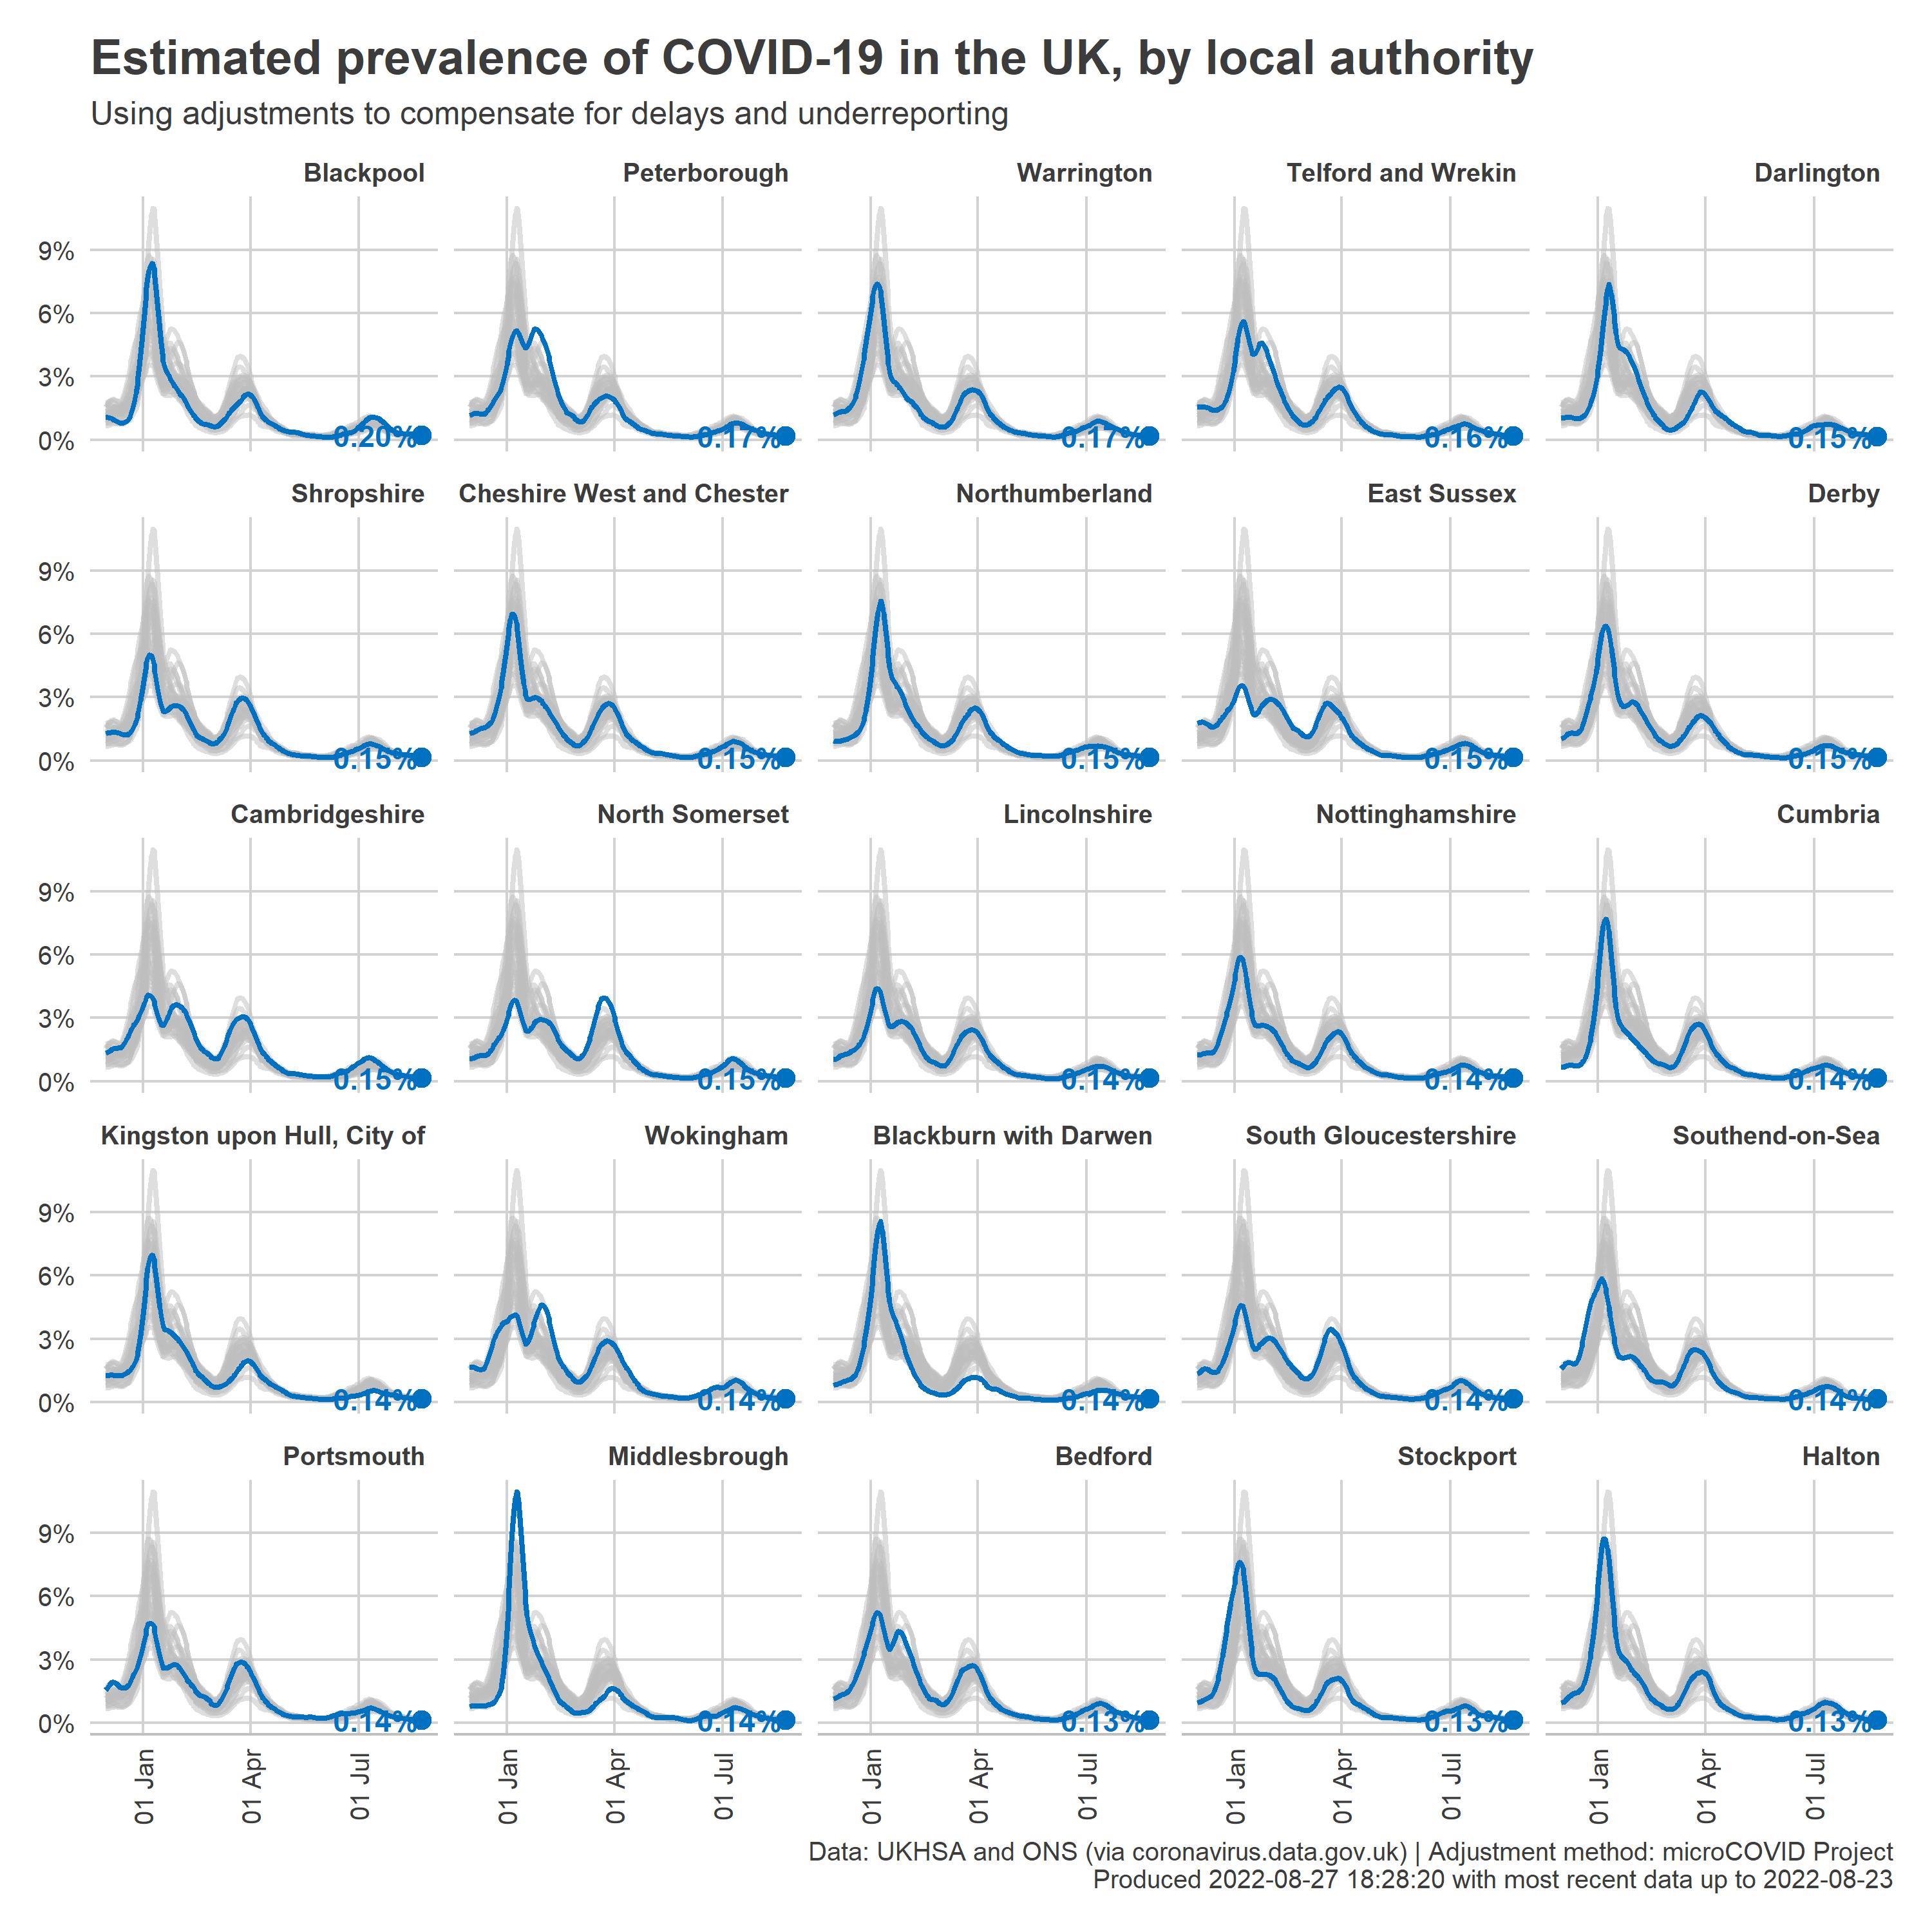 Estimated prevalence of COVID-19 in the UK, by local authority
Using adjustments to compensate for delays and underreporting
Blackpool
Peterborough
Warrington
Telford and Wrekin
Darlington
9%
6%
3%
0%
0.20%
0.17%
0.17%
0.16%
0.15%
Shropshire
Cheshire West and Chester
Northumberland
East Sussex
Derby
9%
6%
3%
0%
0.15%
0.15%
0.15%
0.15%
0.15%
Cambridgeshire
North Somerset
Lincolnshire
Nottinghamshire
Cumbria
9%
6%
3%
0%
0.15%
0.15%
0.14%
0.14%
0.14%
Kingston upon Hull, City of
Wokingham
Blackburn with Darwen
South Gloucestershire
Southend-on-Sea
9%
6%
3%
0%
0.14%
0.14%
0.14%
0.14%
0.14%
Portsmouth
Middlesbrough
Bedford
Stockport
Halton
9%
6%
3%
0%
0.14%
0.14%
0.13%
0.13%
0.13%
01 Jan
01 Apr
01 Jul
01 Jan
01 Apr
01 Jul
01 Jan
01 Apr
01 Jul
01 Jan
01 Apr
01 Jul
01 Jan
01 Apr
01 Jul
Data: UKHSA and ONS (via coronavirus.data.gov.uk) | Adjustment method: microCOVID Project
Produced 2022-08-27 18:28:20 with most recent data up to 2022-08-23